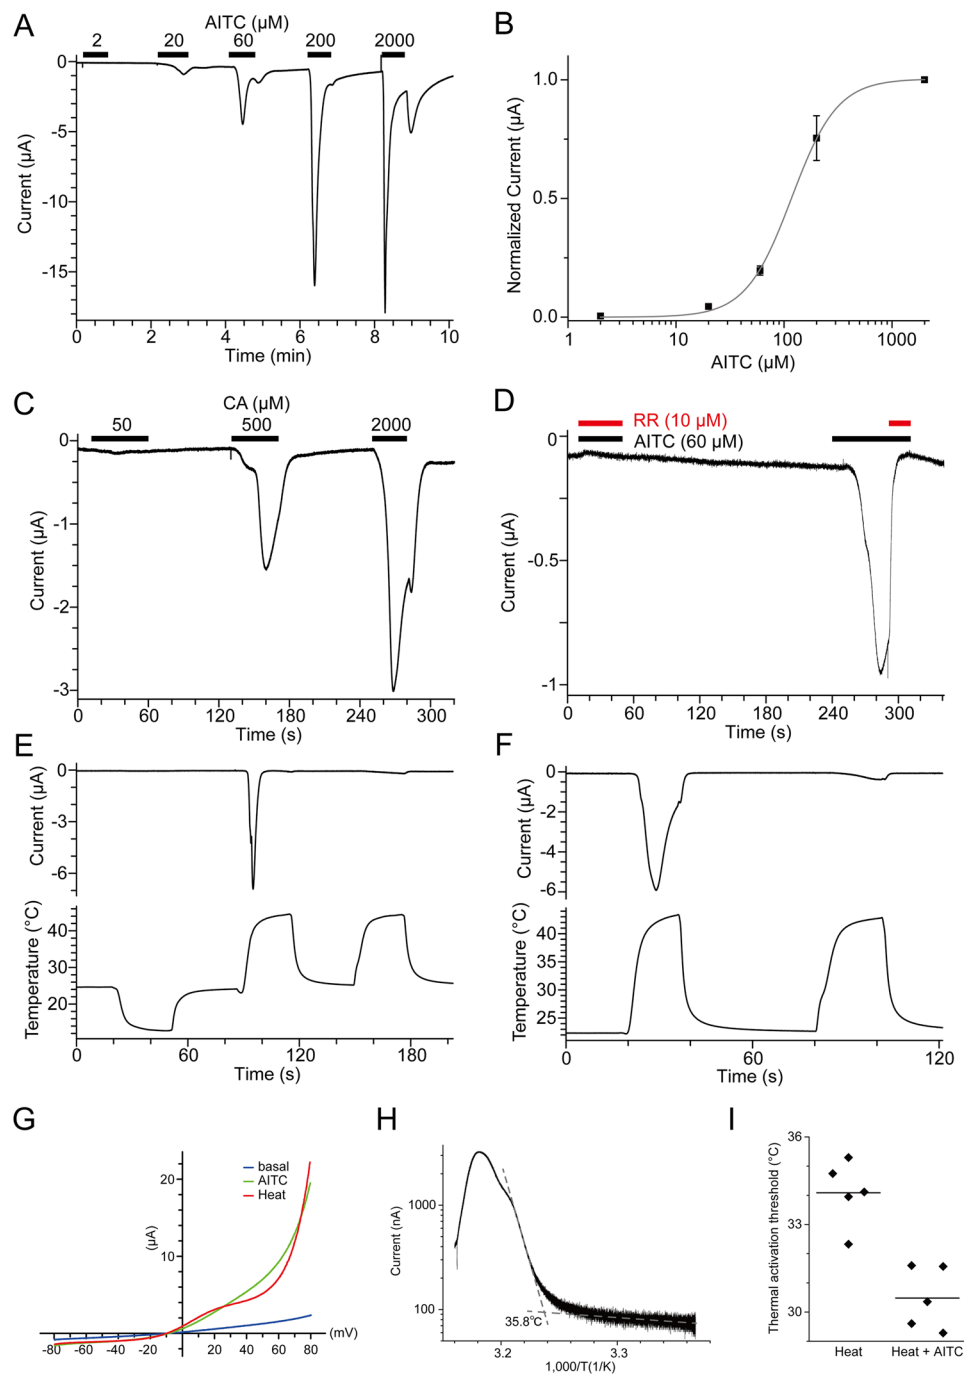 A
AITC (µM)
2 20 60 200 2000
0
-5
-10
-15
Current (µA)
0 2 4 6 8 10
Time (min)
B
1.0
0.5
0.0
Normalized Current (µA)
1 10 100 1000
AITC (µM)
C
CA (µM)
50 500 2000
0
-1
-2
-3
Current (µA)
0 60 120 180 240 300
Time (s)
D
RR (10 µM)
AITC (60 µM)
0
-0.5
-1
Current (µA)
0 60 120 180 240 300
Time (s)
E
0
-3
-6
Current (µA)
40
30
20
Temperature (°C)
0 60 120 180
Time (s)
F
0
-2
-4
-6
Current (µA)
40
35
30
25
Temperature (°C)
0 60 120
Time (s)
G
basal
AITC
Heat
20
10
(µA)
-80 -60 -40 -20 0 20 40 60 80 (mV)
H
1000
100
Current (nA)
35.8°C
3.2 3.3
1,000/T(1/K)
I
36
33
30
Thermal activation threshold (°C)
Heat Heat + AITC